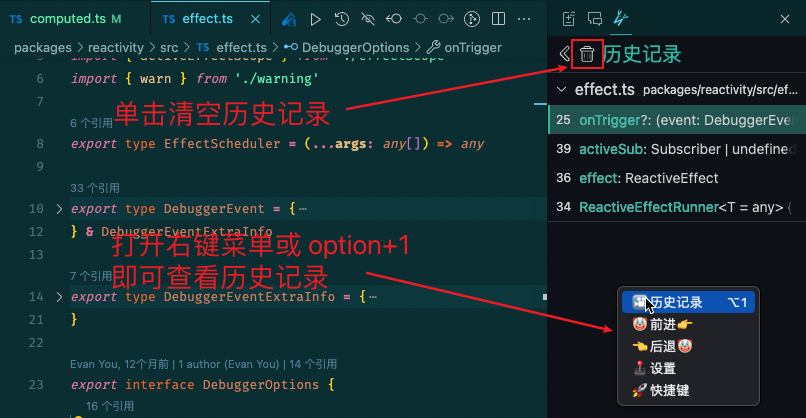 TS computed.ts M
TS effect.ts
packages > reactivity > src > TS effect.ts > DebuggerOptions > onTrigger
历史记录
effect.ts packages/reactivity/src/ef...
25 onTrigger?: (event: DebuggerEver
39 activeSub: Subscriber | undefined
36 effect: ReactiveEffect
34 ReactiveEffectRunner<T = any> {
5 import { activeEffectScope } from './effectScope'
6 import { warn } from './warning'
7
单击清空历史记录
6 个引用
8 export type EffectScheduler = (...args: any[]) => any
9
33 个引用
10 export type DebuggerEvent = {⋯
12 } & DebuggerEventExtraInfo
13
打开右键菜单或 option+1
即可查看历史记录
7 个引用
14 export type DebuggerEventExtraInfo = {⋯
21 }
22
Evan You, 12个月前 | 1 author (Evan You) | 14 个引用
23 export interface DebuggerOptions {
16 个引用
历史记录 ⌥1
前进
后退
设置
快捷键